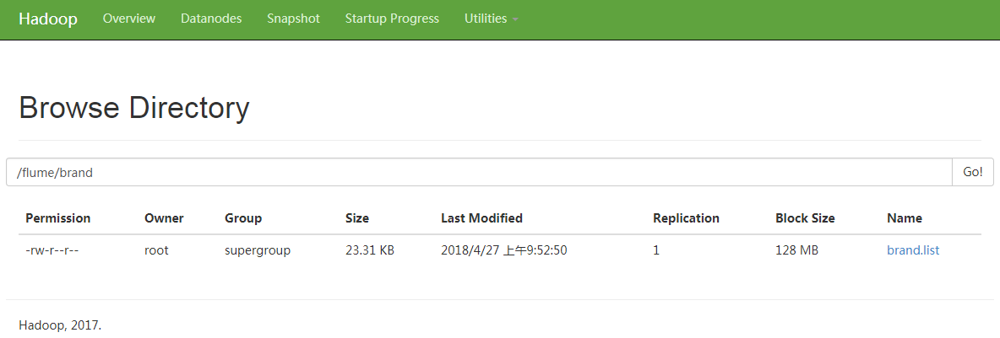 Hadoop Overview Datanodes Snapshot Startup Progress Utilities
Browse Directory
/flume/brand Go!
Permission Owner Group Size Last Modified Replication Block Size Name
-rw-r--r-- root supergroup 23.31 KB 2018/4/27 上午9:52:50 1 128 MB brand.list
Hadoop, 2017.